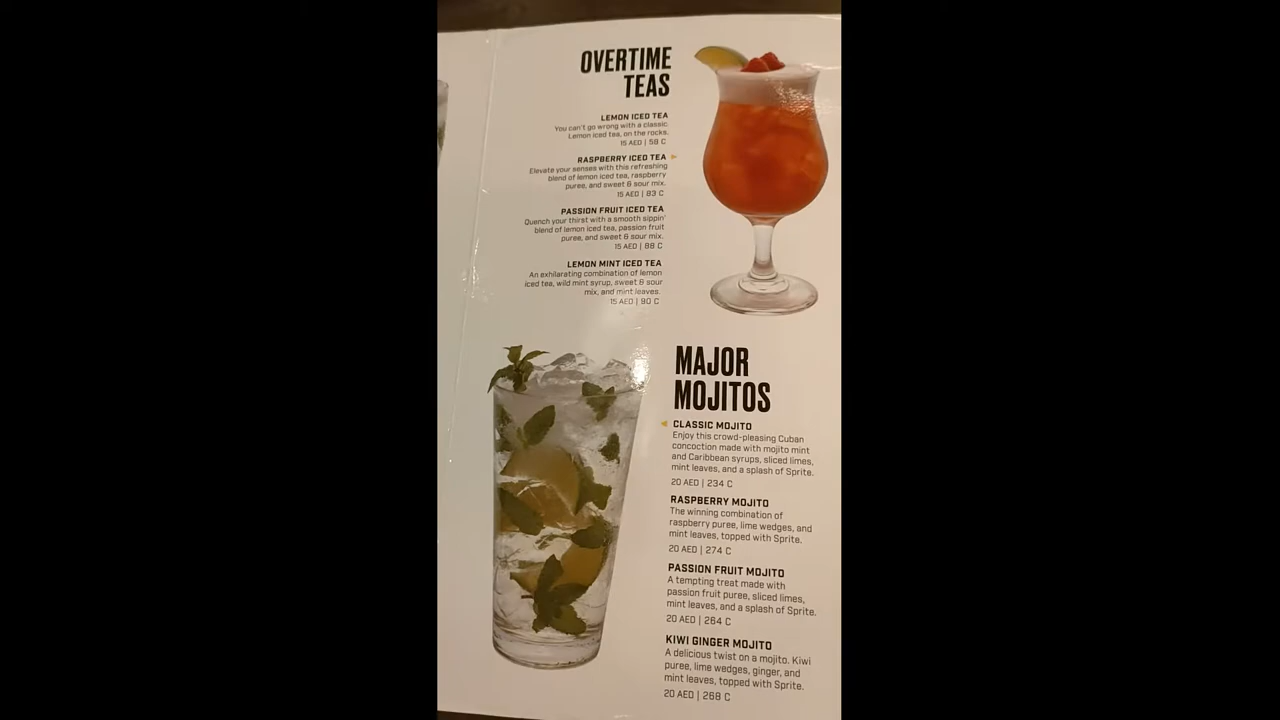 OVERTIME
TEAS
LEMON ICED TEA
You can't go wrong with a classic
Lemon iced tea, on the rocks.
15 AED | 58 C
RASPBERRY ICED TEA
Elevate your senses with this refreshing
blend of lemon iced tea, raspberry
puree, and sweet & sour mix.
15 AED | 83 C
PASSION FRUIT ICED TEA
Quench your thirst with a smooth sippin'
blend of lemon iced tea, passion fruit
puree, and sweet & sour mix.
15 AED | 88 C
LEMON MINT ICED TEA
An exhilarating combination of lemon
iced tea, wild mint syrup, sweet & sour
mix, and mint leaves.
15 AED | 90 C
MAJOR
MOJITOS
CLASSIC MOJITO
Enjoy this crowd-pleasing Cuban
concoction made with mojito mint
and Caribbean syrups, sliced limes,
mint leaves, and a splash of Sprite.
20 AED | 234 C
RASPBERRY MOJITO
The winning combination of
raspberry puree, lime wedges, and
mint leaves, topped with Sprite.
20 AED | 274 C
PASSION FRUIT MOJITO
A tempting treat made with
passion fruit puree, sliced limes,
mint leaves, and a splash of Sprite.
20 AED | 264 C
KIWI GINGER MOJITO
A delicious twist on a mojito. Kiwi
puree, lime wedges, ginger, and
mint leaves, topped with Sprite.
20 AED | 268 C